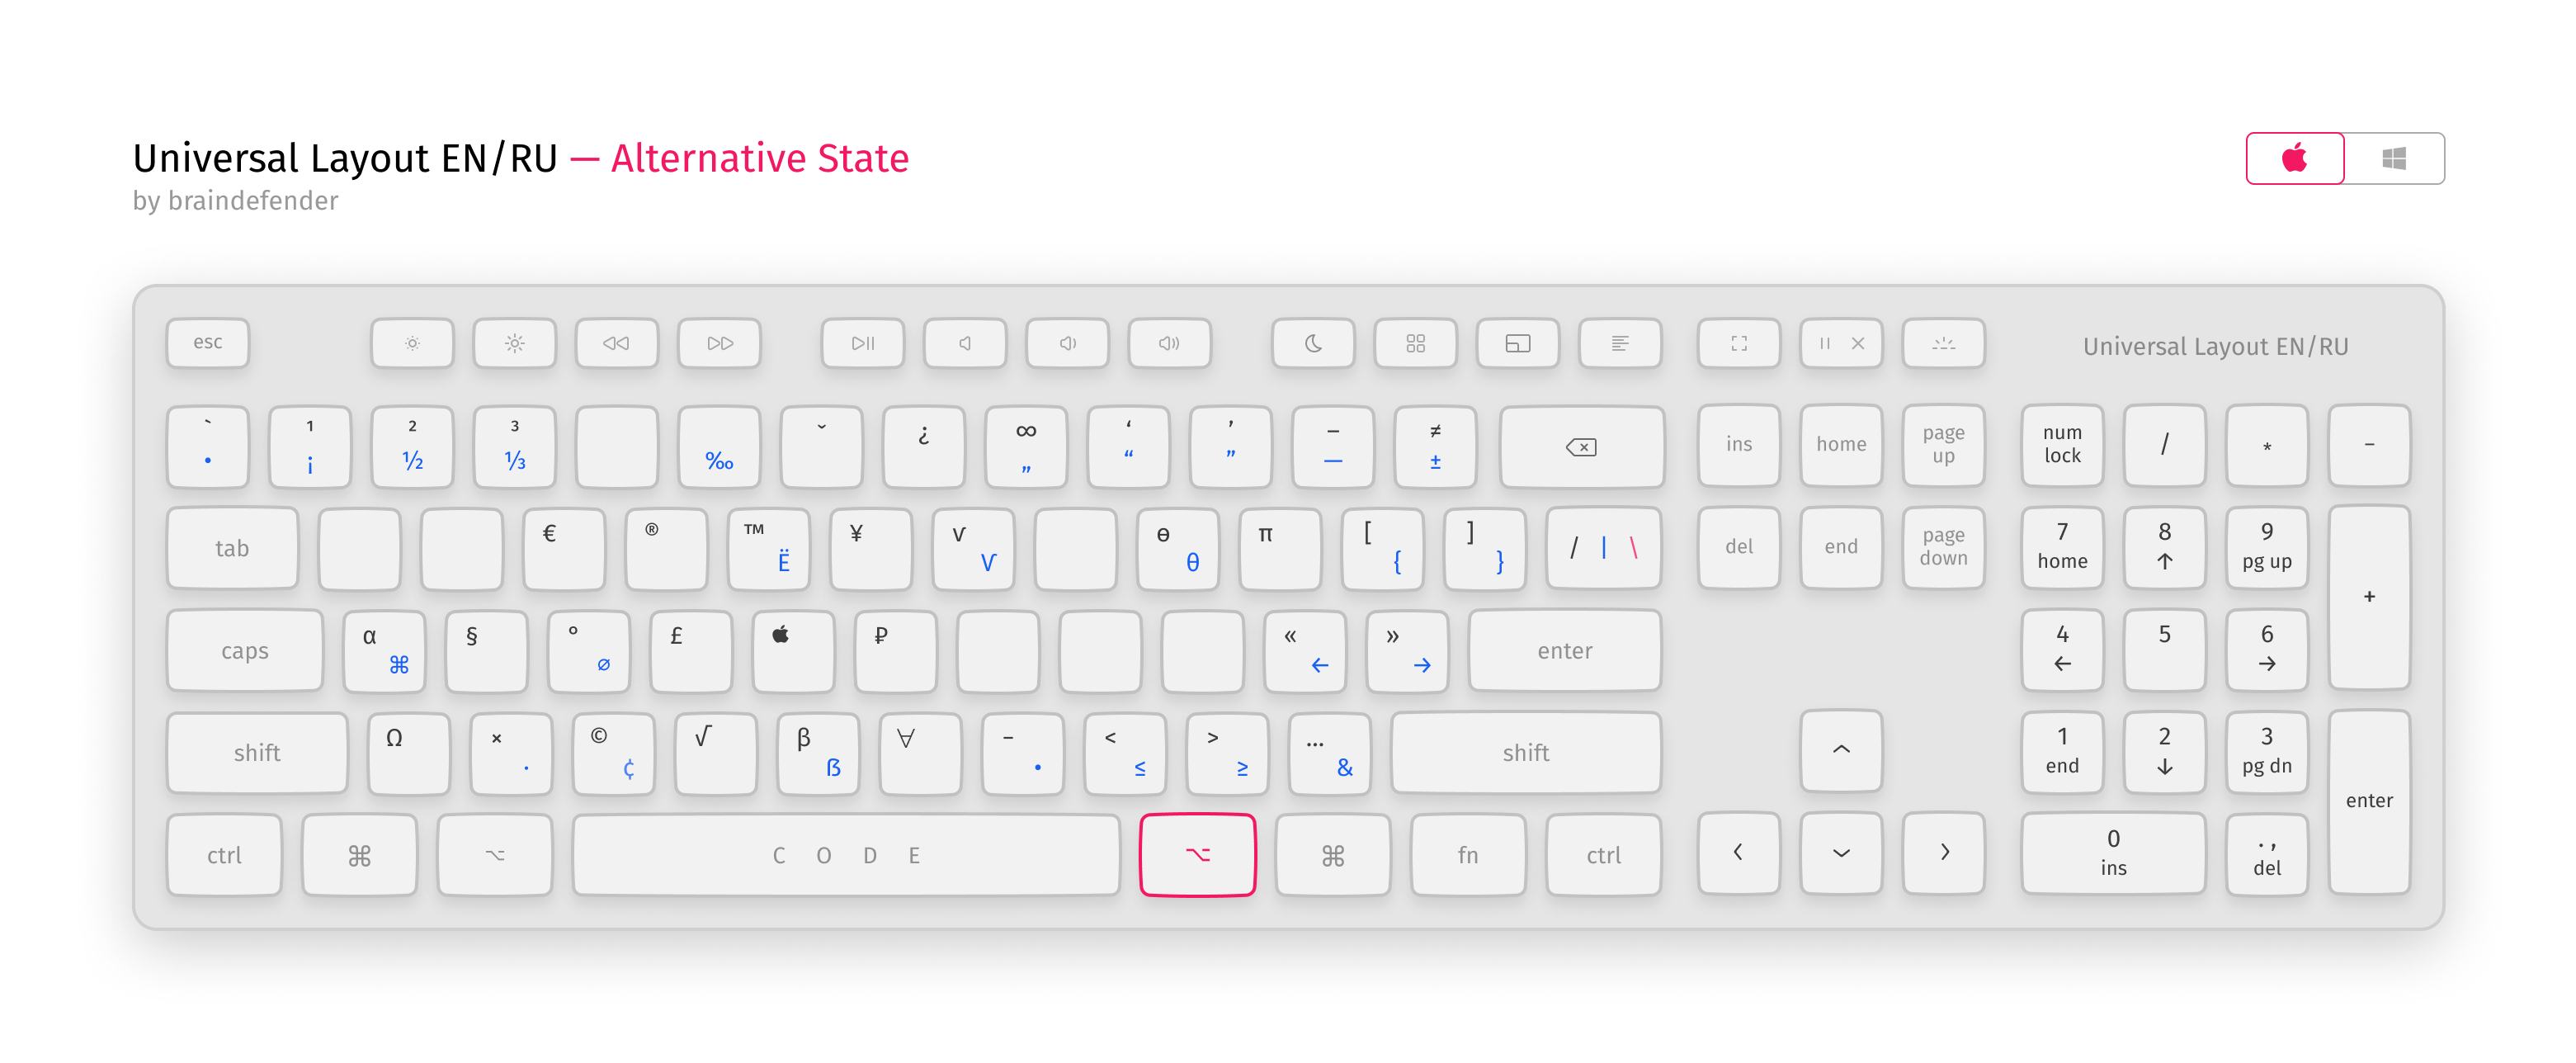 Universal Layout EN/RU — Alternative State
by braindefender
esc
Universal Layout EN/RU
` ¹ ² ³ ˘ ¿ ∞ ‘ ’ – ≠
• ¡ ½ ⅓ ‰ „ “ ” — ±
ins home page up
num lock / * −
tab € ® ™ Ë ¥ ѵ Ѵ ɵ θ π [ { ] } / | \
del end page down
7 home 8 ↑ 9 pg up +
caps α ⌘ § ° ⌀ £  ₽ « ← » → enter
4 ← 5 6 →
shift Ω × · © ¢ √ β ß ∀ – • < ≤ > ≥ … & shift
1 end 2 ↓ 3 pg dn enter
ctrl ⌘ ⌥ C O D E ⌥ ⌘ fn ctrl
0 ins . , del